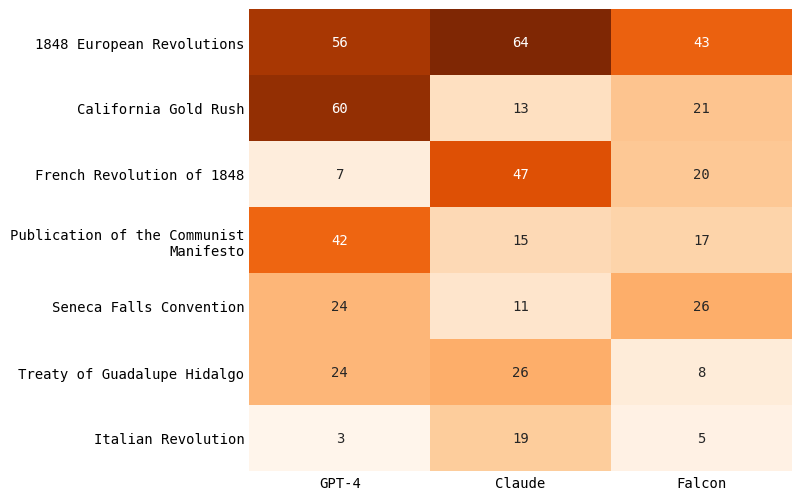 1848 European Revolutions 56 64 43
California Gold Rush 60 13 21
French Revolution of 1848 7 47 20
Publication of the Communist
Manifesto 42 15 17
Seneca Falls Convention 24 11 26
Treaty of Guadalupe Hidalgo 24 26 8
Italian Revolution 3 19 5
GPT-4 Claude Falcon